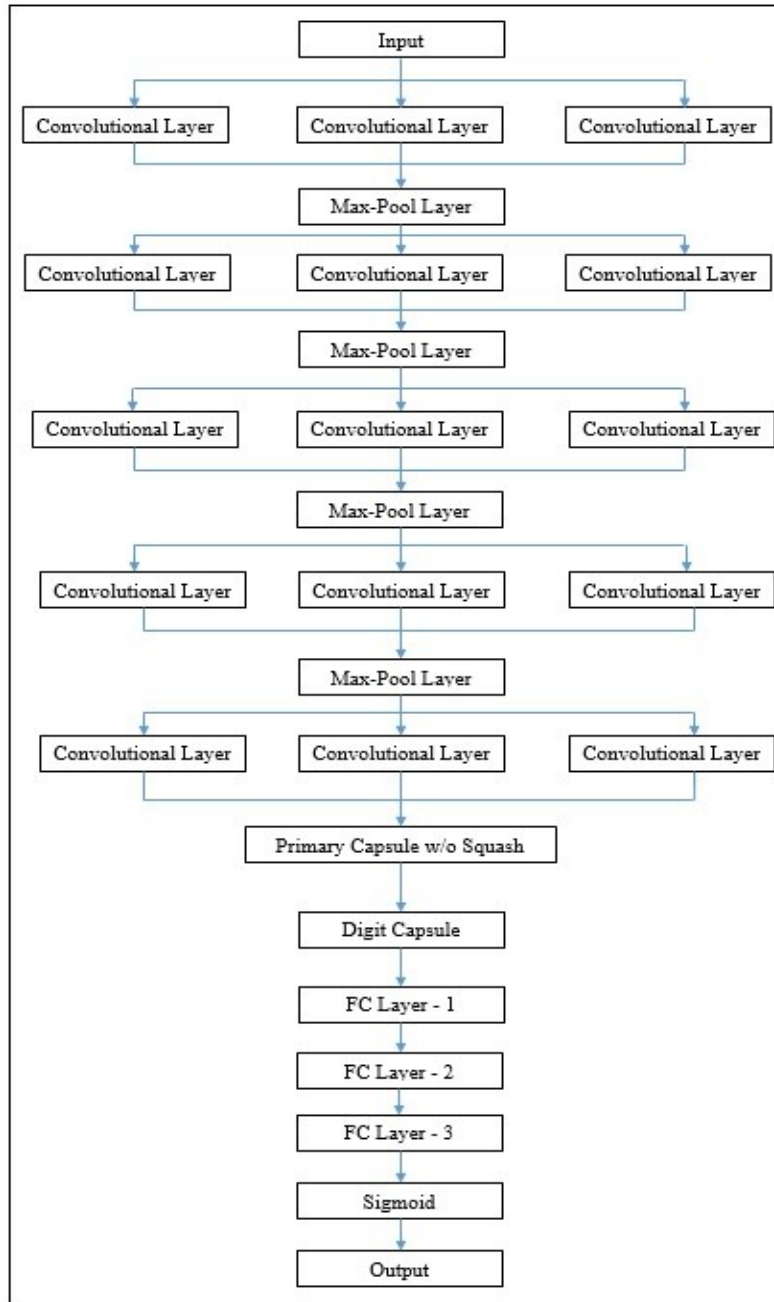 Input
Convolutional Layer Convolutional Layer Convolutional Layer
Max-Pool Layer
Convolutional Layer Convolutional Layer Convolutional Layer
Max-Pool Layer
Convolutional Layer Convolutional Layer Convolutional Layer
Max-Pool Layer
Convolutional Layer Convolutional Layer Convolutional Layer
Max-Pool Layer
Convolutional Layer Convolutional Layer Convolutional Layer
Primary Capsule w/o Squash
Digit Capsule
FC Layer - 1
FC Layer - 2
FC Layer - 3
Sigmoid
Output